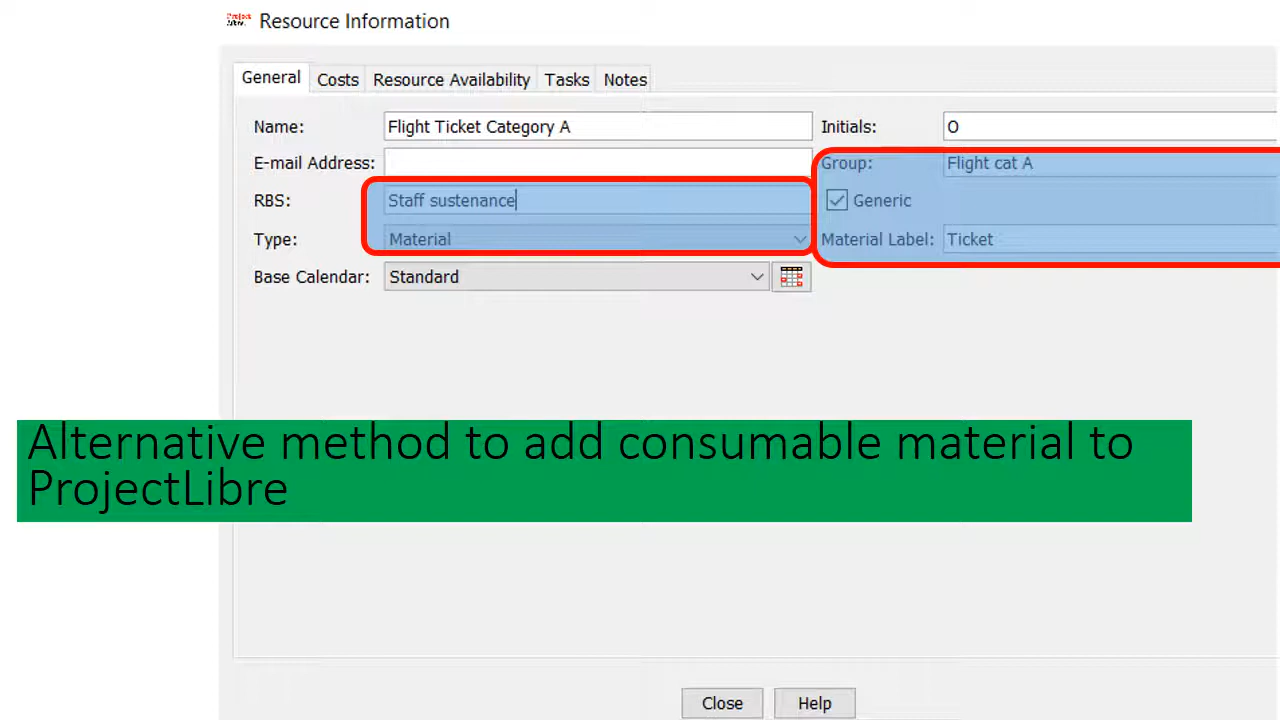 Project
Libre
Resource Information
General Costs Resource Availability Tasks Notes
Name: Flight Ticket Category A Initials: O
E-mail Address: Group: Flight cat A
RBS: Staff sustenance Generic
Type: Material Material Label: Ticket
Base Calendar: Standard
Alternative method to add consumable material to
ProjectLibre
Close Help